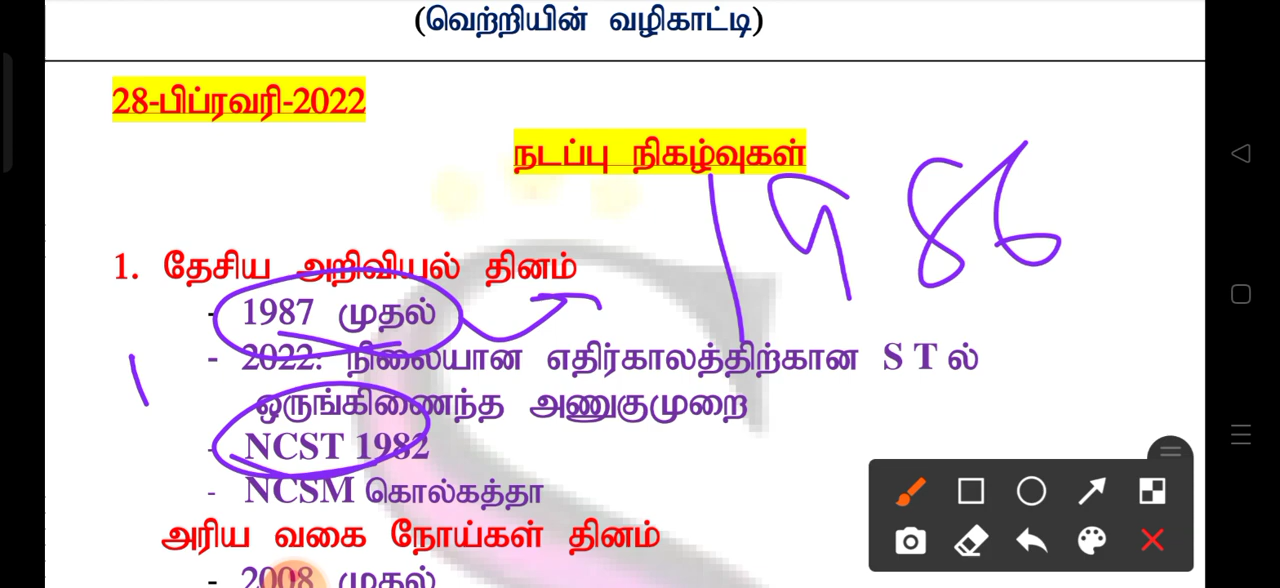 (வெற்றியின் வழிகாட்டி)
28-பிப்ரவரி-2022
நடப்பு நிகழ்வுகள்
1986
1. தேசிய அறிவியல் தினம்
- 1987 முதல்
- 2022: நிலையான எதிர்காலத்திற்கான S T ல்
ஒருங்கிணைந்த அணுகுமுறை
- NCST 1982
- NCSM கொல்கத்தா
அரிய வகை நோய்கள் தினம்
- 2008 முதல்